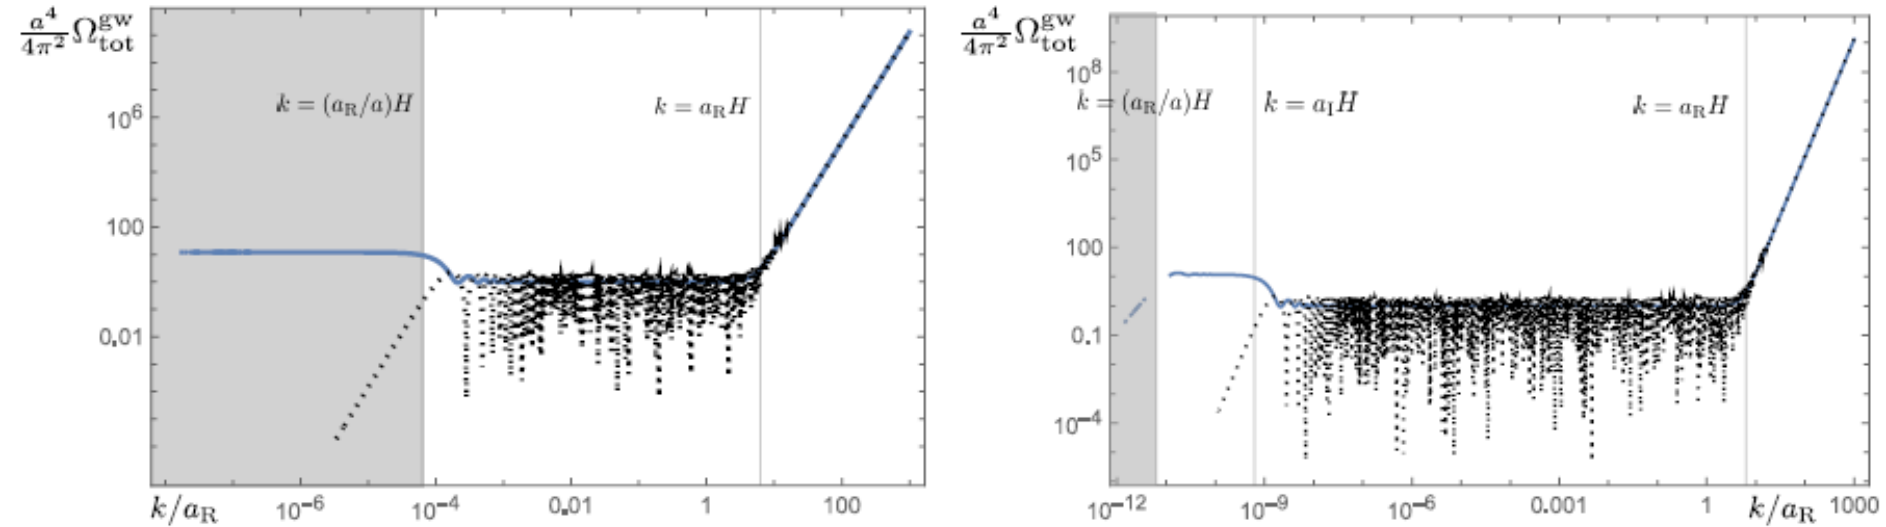 a⁴/4π² Ω^gw_tot
k = (a_R/a)H
k = a_R H
10⁶
100
0.01
k/a_R
10⁻⁶
10⁻⁴
0.01
1
100
a⁴/4π² Ω^gw_tot
10⁸
k = (a_R/a)H
k = a_I H
k = a_R H
10⁵
100
0.1
10⁻⁴
10⁻¹²
10⁻⁹
10⁻⁶
0.001
1
k/a_R
1000